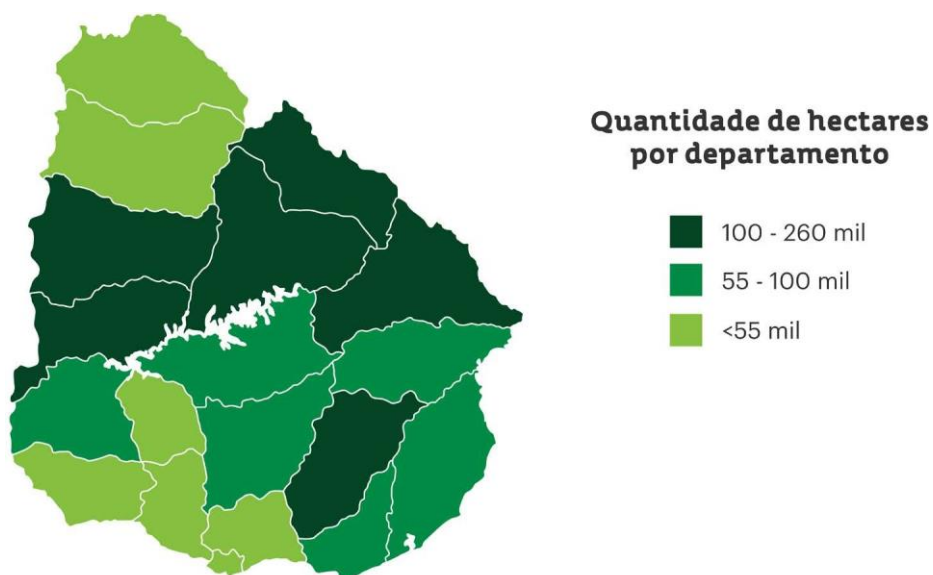 Quantidade de hectares
por departamento
100 - 260 mil
55 - 100 mil
<55 mil